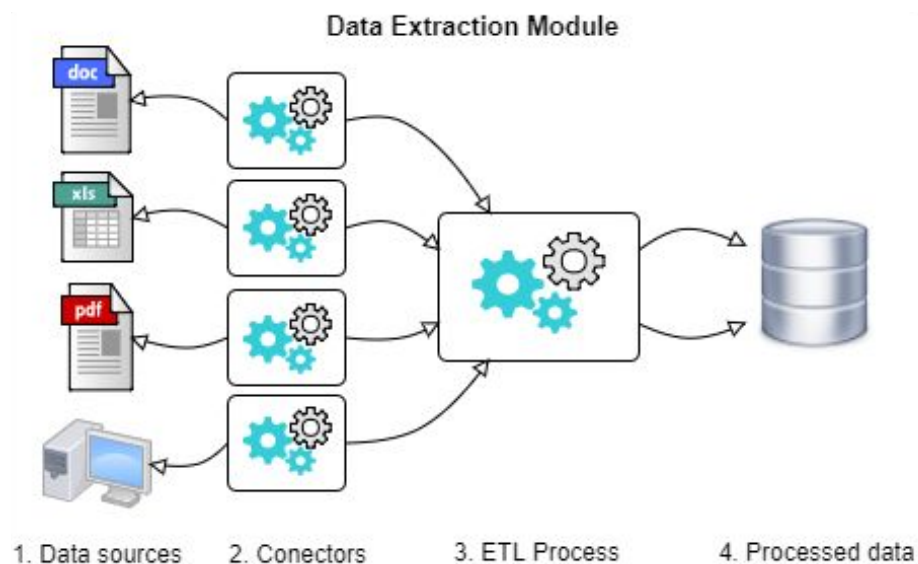 Data Extraction Module
doc
xls
pdf
1. Data sources
2. Conectors
3. ETL Process
4. Processed data